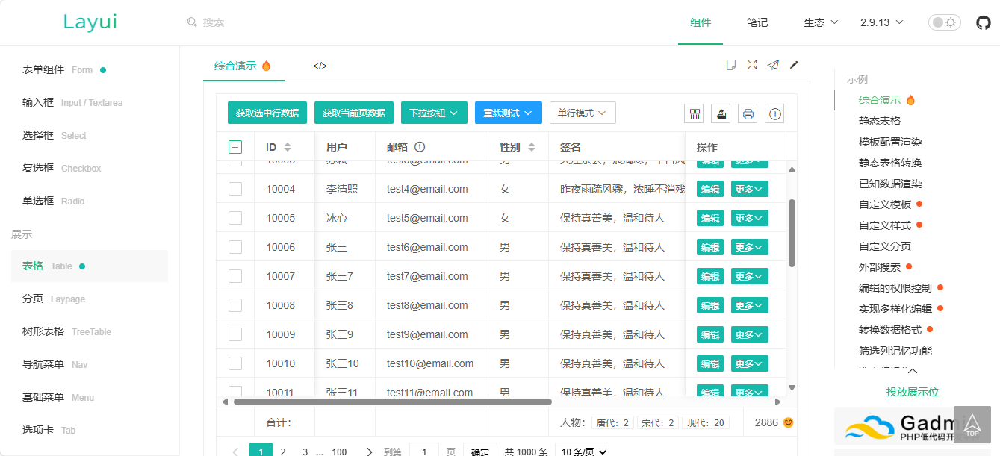 Layui
搜索
组件 笔记 生态 2.9.13
表单组件 Form
输入框 Input / Textarea
选择框 Select
复选框 Checkbox
单选框 Radio
展示
表格 Table
分页 Laypage
树形表格 TreeTable
导航菜单 Nav
基础菜单 Menu
选项卡 Tab
综合演示 </>
获取选中行数据 获取当前页数据 下拉按钮 重载测试 单行模式
ID 用户 邮箱 性别 签名 操作
编辑 更多
10004 李清照 test4@email.com 女 昨夜雨疏风骤，浓睡不消残 编辑 更多
10005 冰心 test5@email.com 女 保持真善美，温和待人 编辑 更多
10006 张三 test6@email.com 男 保持真善美，温和待人 编辑 更多
10007 张三7 test7@email.com 男 保持真善美，温和待人 编辑 更多
10008 张三8 test8@email.com 男 保持真善美，温和待人 编辑 更多
10009 张三9 test9@email.com 男 保持真善美，温和待人 编辑 更多
10010 张三10 test10@email.com 男 保持真善美，温和待人 编辑 更多
10011 张三11 test11@email.com 男 保持真善美，温和待人 编辑 更多
合计： 人物： 唐代：2 宋代：2 现代：20 2886
1 2 3 … 100 到第 1 页 确定 共 1000 条 10 条/页
示例
综合演示
静态表格
模板配置渲染
静态表格转换
已知数据渲染
自定义模板
自定义样式
自定义分页
外部搜索
编辑的权限控制
实现多样化编辑
转换数据格式
筛选列记忆功能
投放展示位
Gadmi
PHP低代码开
TOP